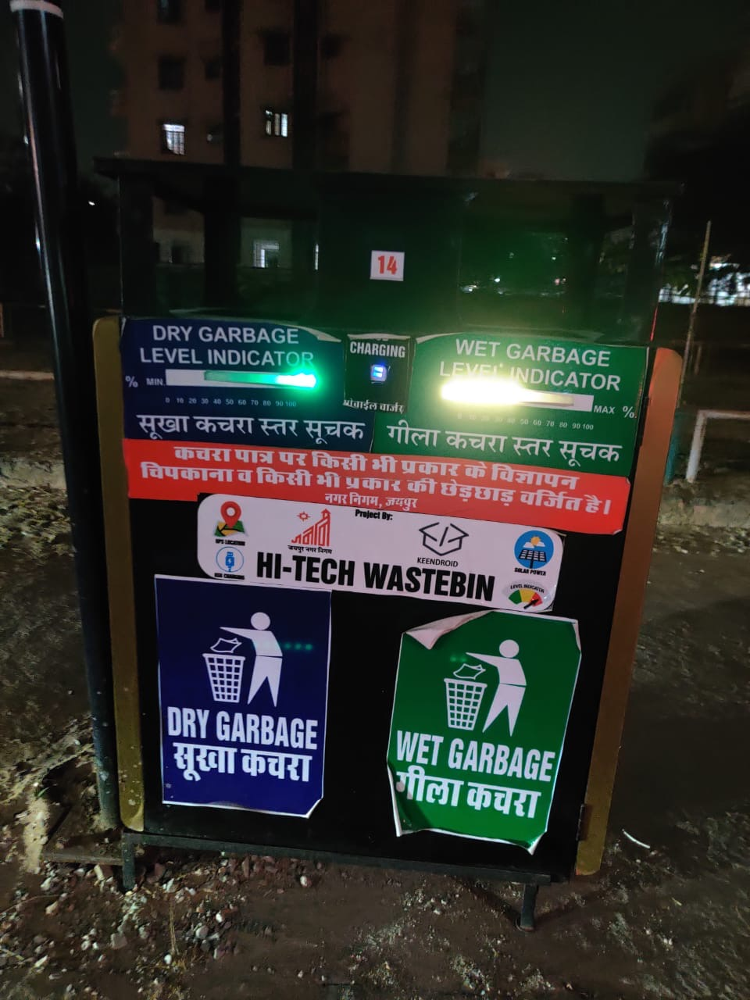 14
DRY GARBAGE
LEVEL INDICATOR
% MIN.
0 10 20 30 40 50 60 70 80 90 100
सूखा कचरा स्तर सूचक
CHARGING
मोबाईल चार्जर
WET GARBAGE
LEVEL INDICATOR
MAX %
60 70 80 90 100
गीला कचरा स्तर सूचक
कचरा पात्र पर किसी भी प्रकार के विज्ञापन
चिपकाना व किसी भी प्रकार की छेड़छाड़ वर्जित है।
नगर निगम, जयपुर
Project By:
GPS LOCATION
जयपुर नगर निगम
KEENDROID
SOLAR POWER
USB CHARGING
HI-TECH WASTEBIN
LEVEL INDICATOR
DRY GARBAGE
सूखा कचरा
WET GARBAGE
गीला कचरा